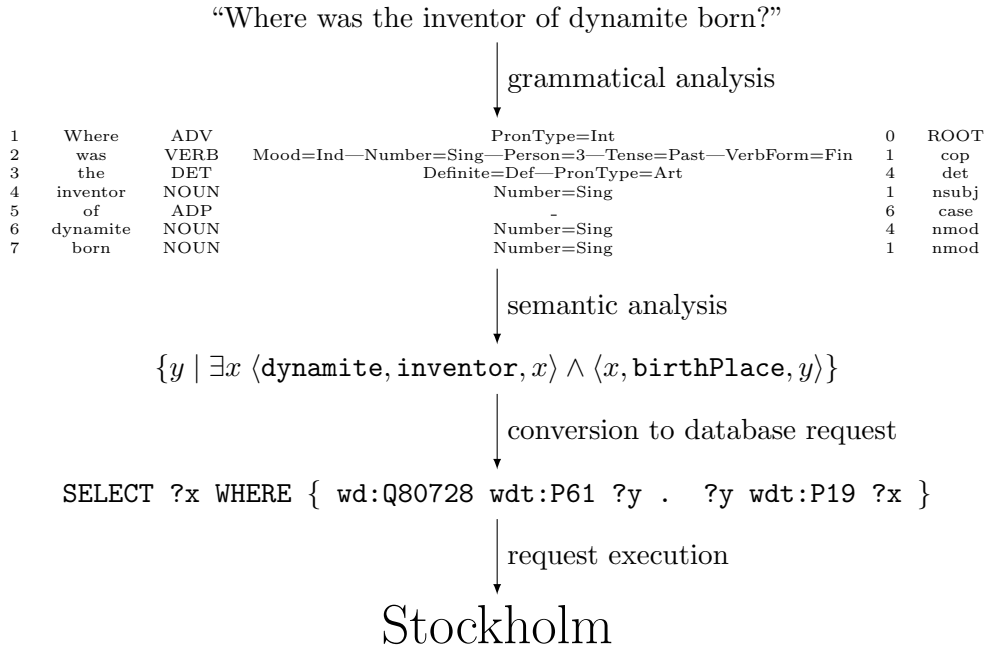 “Where was the inventor of dynamite born?”
grammatical analysis
1 Where ADV PronType=Int 0 ROOT
2 was VERB Mood=Ind—Number=Sing—Person=3—Tense=Past—VerbForm=Fin 1 cop
3 the DET Definite=Def—PronType=Art 4 det
4 inventor NOUN Number=Sing 1 nsubj
5 of ADP _ 6 case
6 dynamite NOUN Number=Sing 4 nmod
7 born NOUN Number=Sing 1 nmod
semantic analysis
{y | ∃x ⟨dynamite, inventor, x⟩ ∧ ⟨x, birthPlace, y⟩}
conversion to database request
SELECT ?x WHERE { wd:Q80728 wdt:P61 ?y . ?y wdt:P19 ?x }
request execution
Stockholm